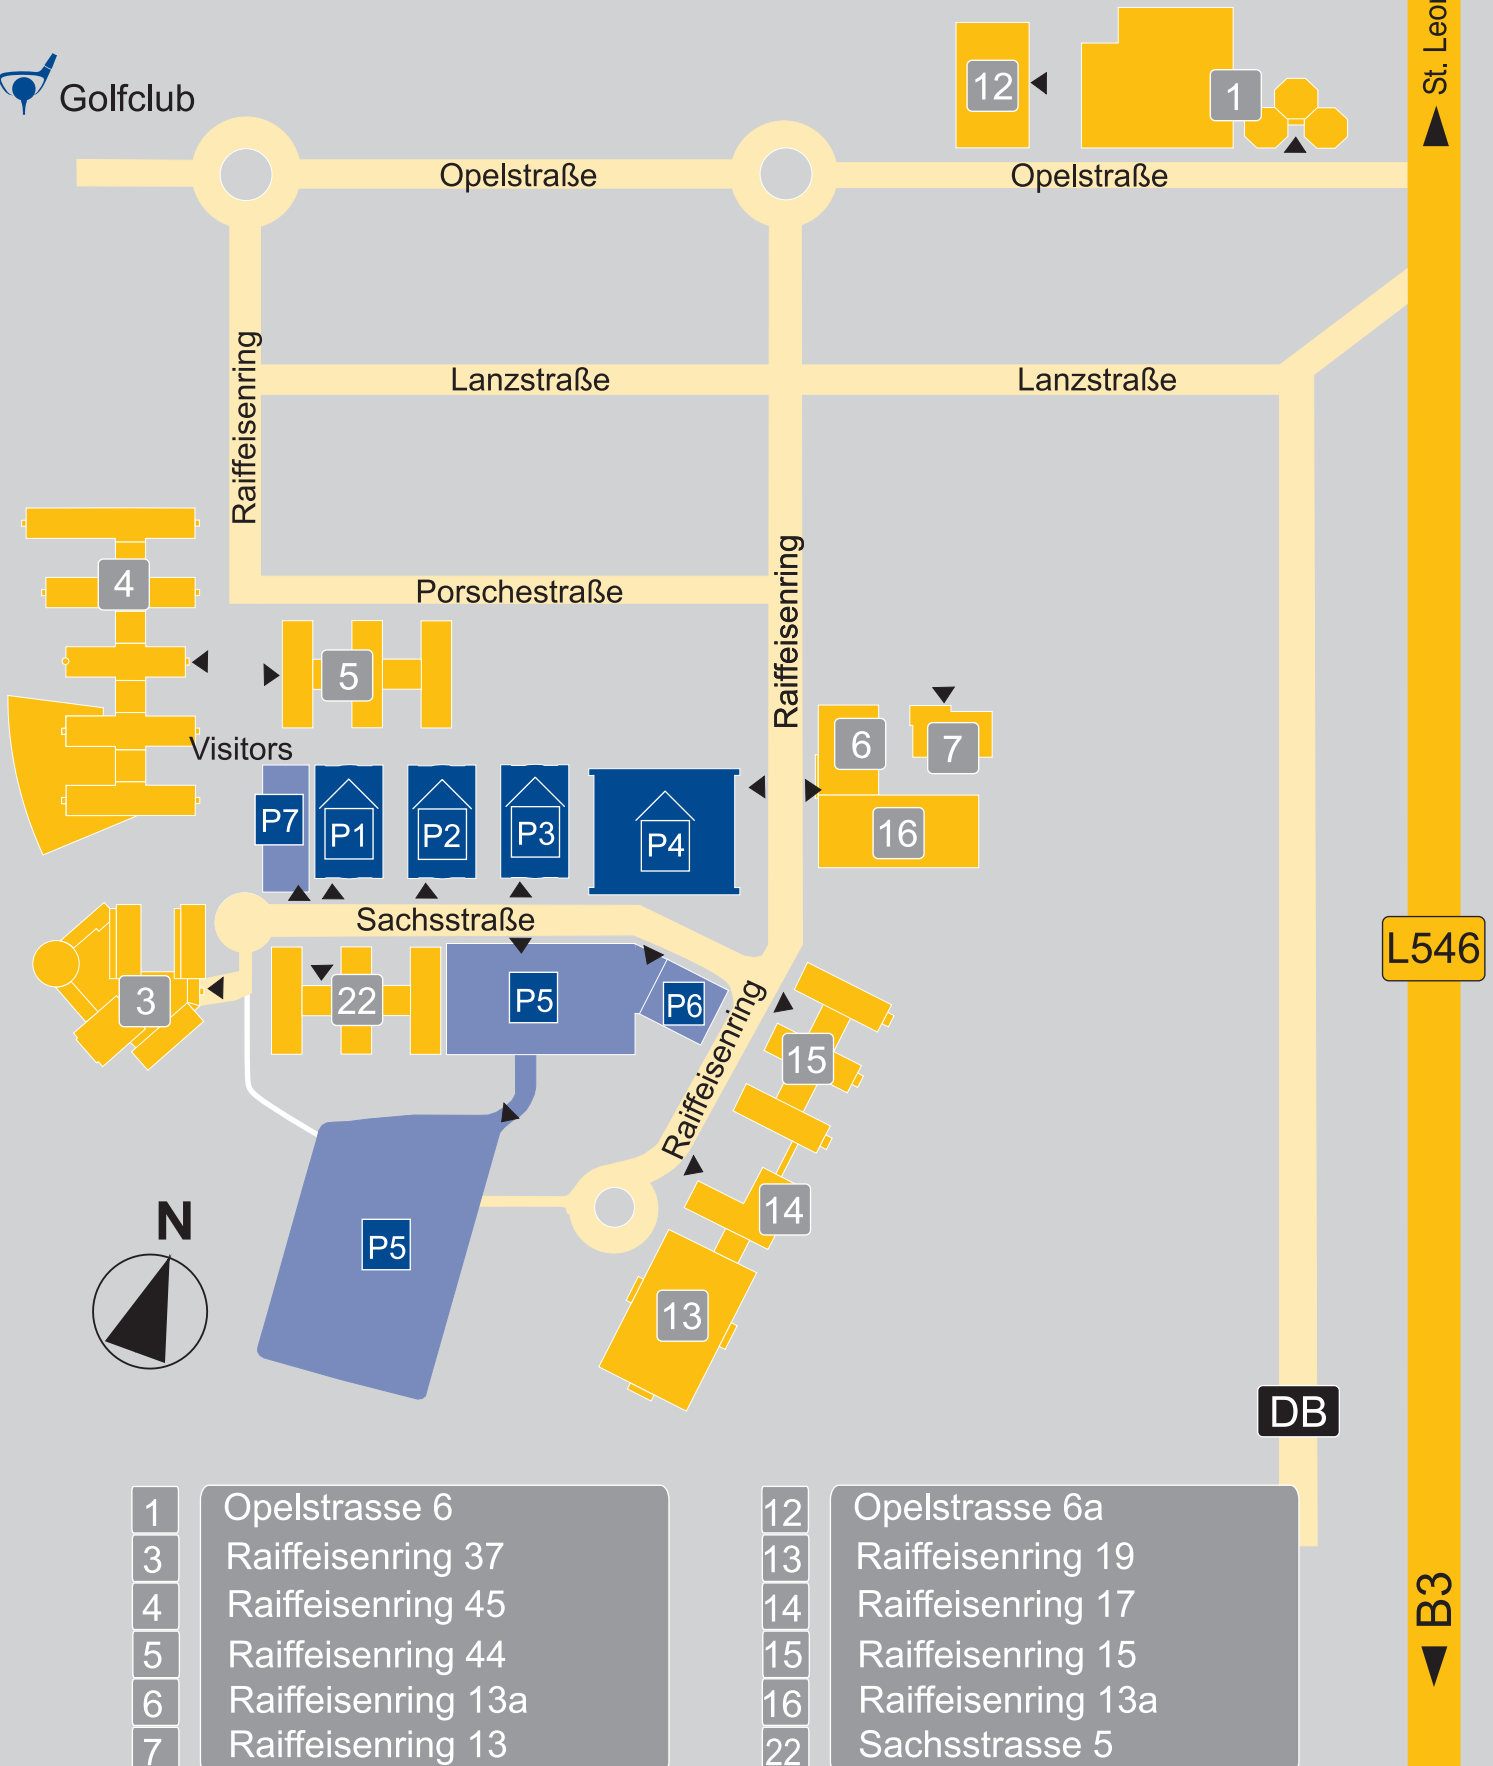 St. Leon
Golfclub
12
1
Opelstraße
Opelstraße
Raiffeisenring
Lanzstraße
Lanzstraße
4
Porschestraße
Raiffeisenring
5
Visitors
6
7
P7
P1
P2
P3
P4
16
Sachsstraße
L546
3
22
P5
P6
Raiffeisenring
15
14
N
P5
13
DB
1 Opelstrasse 6
3 Raiffeisenring 37
4 Raiffeisenring 45
5 Raiffeisenring 44
6 Raiffeisenring 13a
7 Raiffeisenring 13
12 Opelstrasse 6a
13 Raiffeisenring 19
14 Raiffeisenring 17
15 Raiffeisenring 15
16 Raiffeisenring 13a
22 Sachsstrasse 5
B3